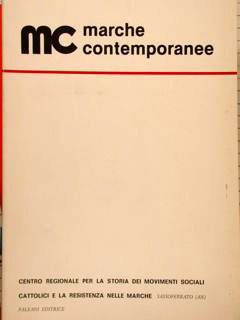 mc marche
contemporanee
CENTRO REGIONALE PER LA STORIA DEI MOVIMENTI SOCIALI
CATTOLICI E LA RESISTENZA NELLE MARCHE SASSOFERRATO (AN)
PALERMO EDITRICE